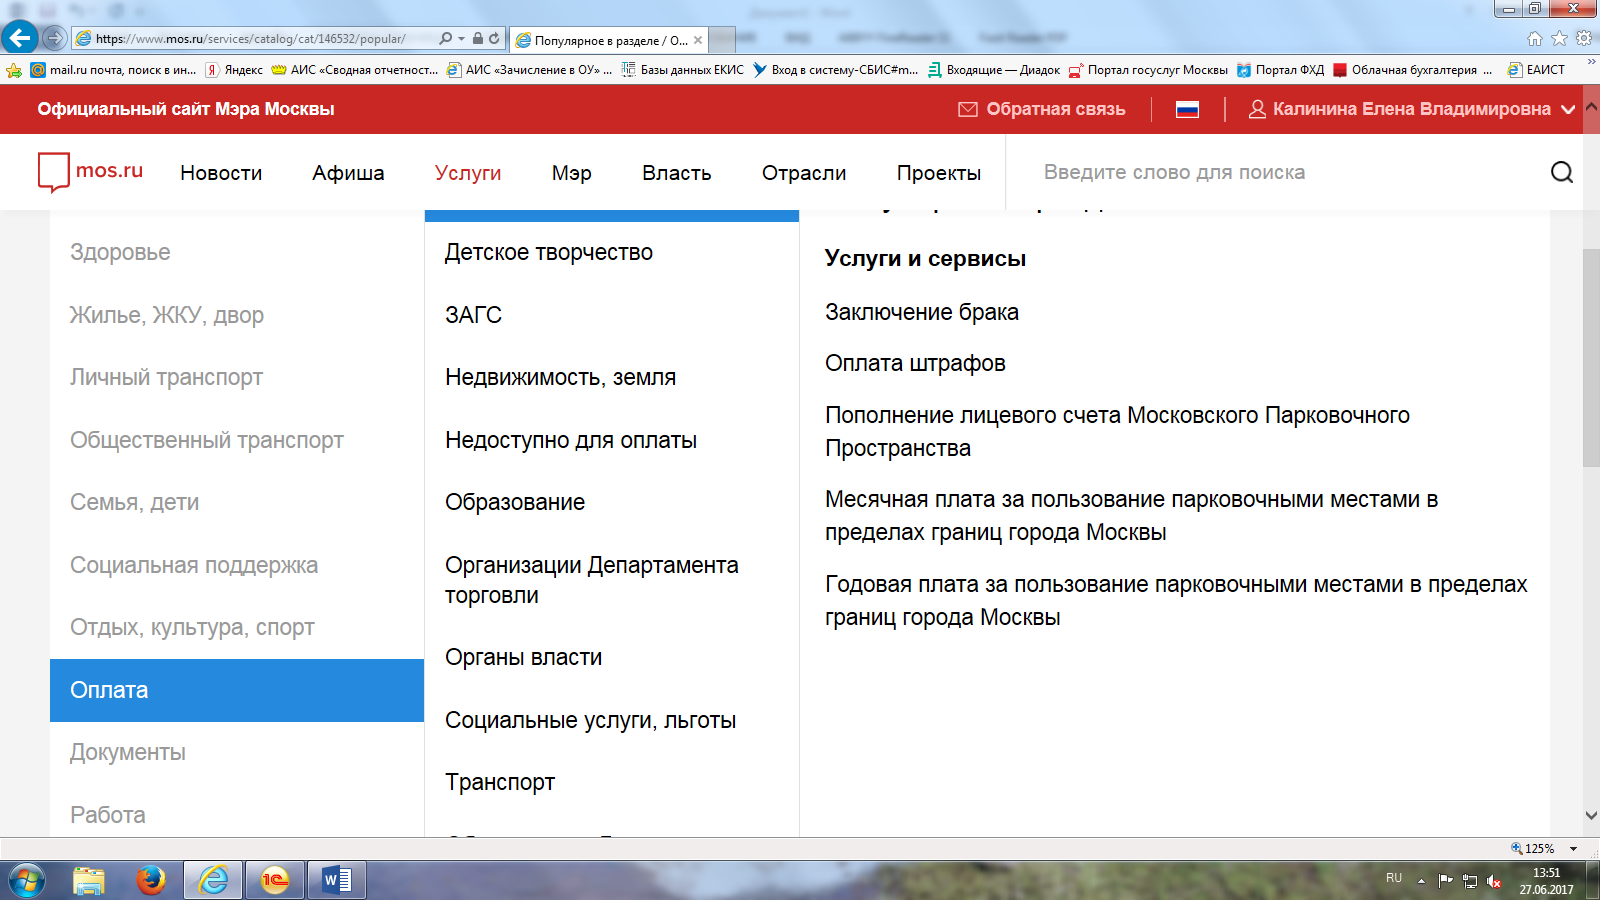 https://www.mos.ru/services/catalog/cat/146532/popular/
Популярное в разделе / О...
mail.ru почта, поиск в ин...
Яндекс
АИС «Сводная отчетност...
АИС «Зачисление в ОУ» ...
Базы данных ЕКИС
Вход в систему-СБИС#m...
Входящие — Диадок
Портал госуслуг Москвы
Портал ФХД
Облачная бухгалтерия ...
ЕАИСТ
Официальный сайт Мэра Москвы
Обратная связь
Калинина Елена Владимировна
mos.ru
Новости
Афиша
Услуги
Мэр
Власть
Отрасли
Проекты
Введите слово для поиска
Здоровье
Жилье, ЖКУ, двор
Личный транспорт
Общественный транспорт
Семья, дети
Социальная поддержка
Отдых, культура, спорт
Оплата
Документы
Работа
Детское творчество
ЗАГС
Недвижимость, земля
Недоступно для оплаты
Образование
Организации Департамента
торговли
Органы власти
Социальные услуги, льготы
Транспорт
Услуги и сервисы
Заключение брака
Оплата штрафов
Пополнение лицевого счета Московского Парковочного
Пространства
Месячная плата за пользование парковочными местами в
пределах границ города Москвы
Годовая плата за пользование парковочными местами в пределах
границ города Москвы
125%
1С
W
RU
13:51
27.06.2017